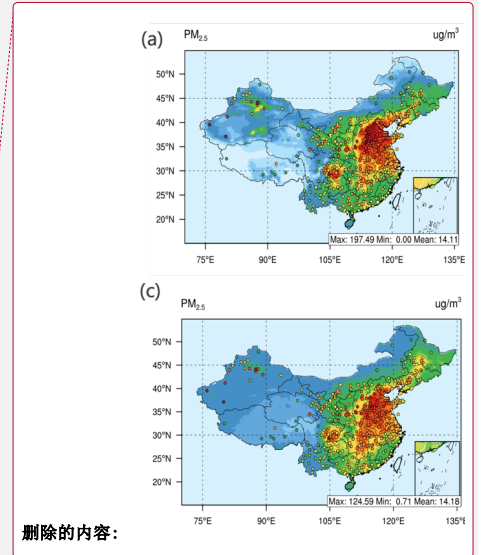 (a) PM2.5 ug/m3
50°N
45°N
40°N
35°N
30°N
25°N
20°N
Max: 197.49 Min: 0.00 Mean: 14.11
75°E 90°E 105°E 120°E 135°E
(c) PM2.5 ug/m3
50°N
45°N
40°N
35°N
30°N
25°N
20°N
Max: 124.59 Min: 0.71 Mean: 14.18
75°E 90°E 105°E 120°E 135°E
删除的内容: